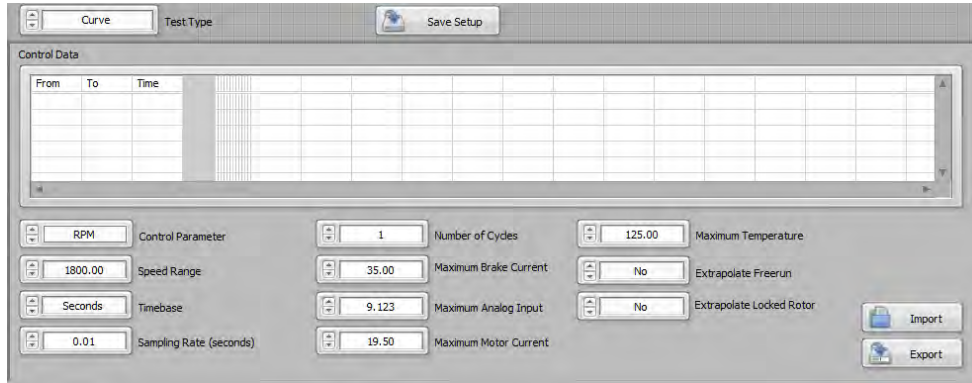 Curve Test Type Save Setup
Control Data
From To Time
RPM Control Parameter 1 Number of Cycles 125.00 Maximum Temperature
1800.00 Speed Range 35.00 Maximum Brake Current No Extrapolate Freerun
Seconds Timebase 9.123 Maximum Analog Input No Extrapolate Locked Rotor
Import
0.01 Sampling Rate (seconds) 19.50 Maximum Motor Current
Export